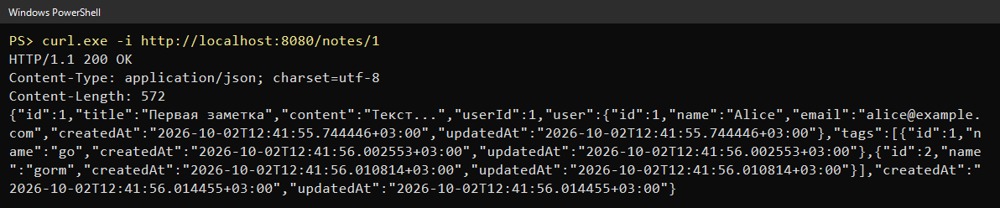 Windows PowerShell
PS> curl.exe -i http://localhost:8080/notes/1
HTTP/1.1 200 OK
Content-Type: application/json; charset=utf-8
Content-Length: 572
{"id":1,"title":"Первая заметка","content":"Текст...","userId":1,"user":{"id":1,"name":"Alice","email":"alice@example.
com","createdAt":"2026-10-02T12:41:55.744446+03:00","updatedAt":"2026-10-02T12:41:55.744446+03:00"},"tags":[{"id":1,"n
ame":"go","createdAt":"2026-10-02T12:41:56.002553+03:00","updatedAt":"2026-10-02T12:41:56.002553+03:00"},{"id":2,"name
":"gorm","createdAt":"2026-10-02T12:41:56.010814+03:00","updatedAt":"2026-10-02T12:41:56.010814+03:00"}],"createdAt":"
2026-10-02T12:41:56.014455+03:00","updatedAt":"2026-10-02T12:41:56.014455+03:00"}